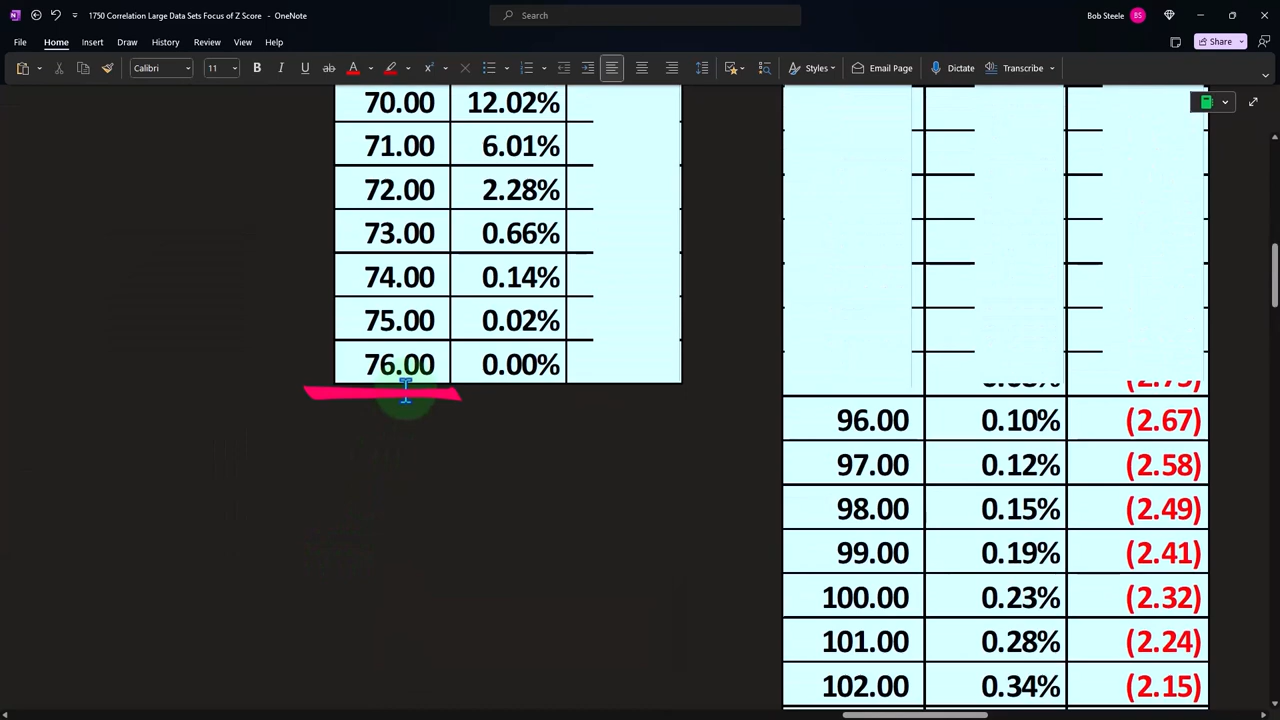 1750 Correlation Large Data Sets Focus of Z Score - OneNote
Search
Bob Steele
BS
File
Home
Insert
Draw
History
Review
View
Help
Share
Calibri
11
B
I
U
ab
A
Styles
Email Page
Dictate
Transcribe
70.00 12.02%
71.00 6.01%
72.00 2.28%
73.00 0.66%
74.00 0.14%
75.00 0.02%
76.00 0.00%
96.00 0.10% (2.67)
97.00 0.12% (2.58)
98.00 0.15% (2.49)
99.00 0.19% (2.41)
100.00 0.23% (2.32)
101.00 0.28% (2.24)
102.00 0.34% (2.15)